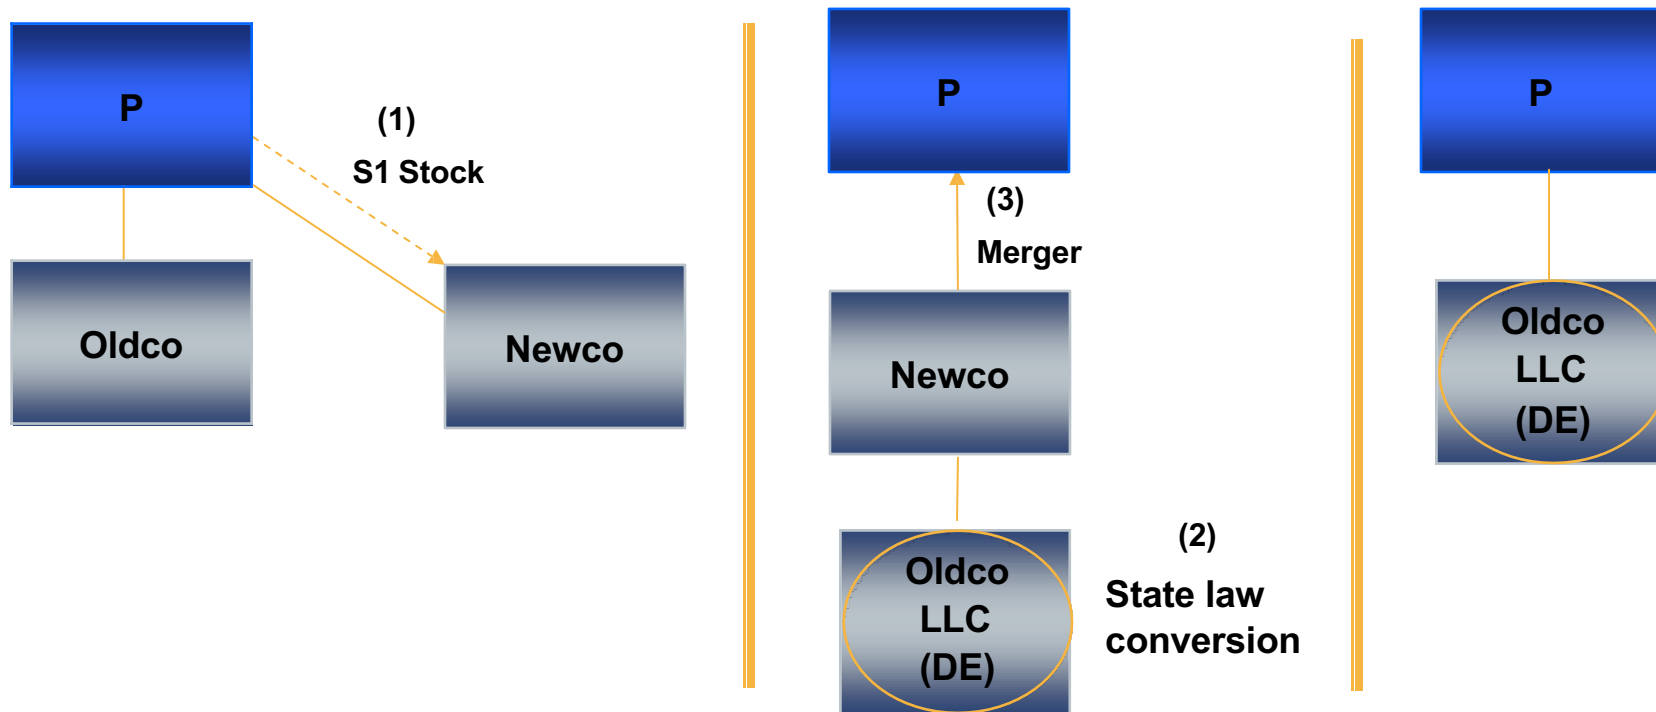 P
(1)
S1 Stock
Oldco
Newco
P
(3)
Merger
Newco
(2)
Oldco
LLC
(DE)
State law
conversion
P
Oldco
LLC
(DE)